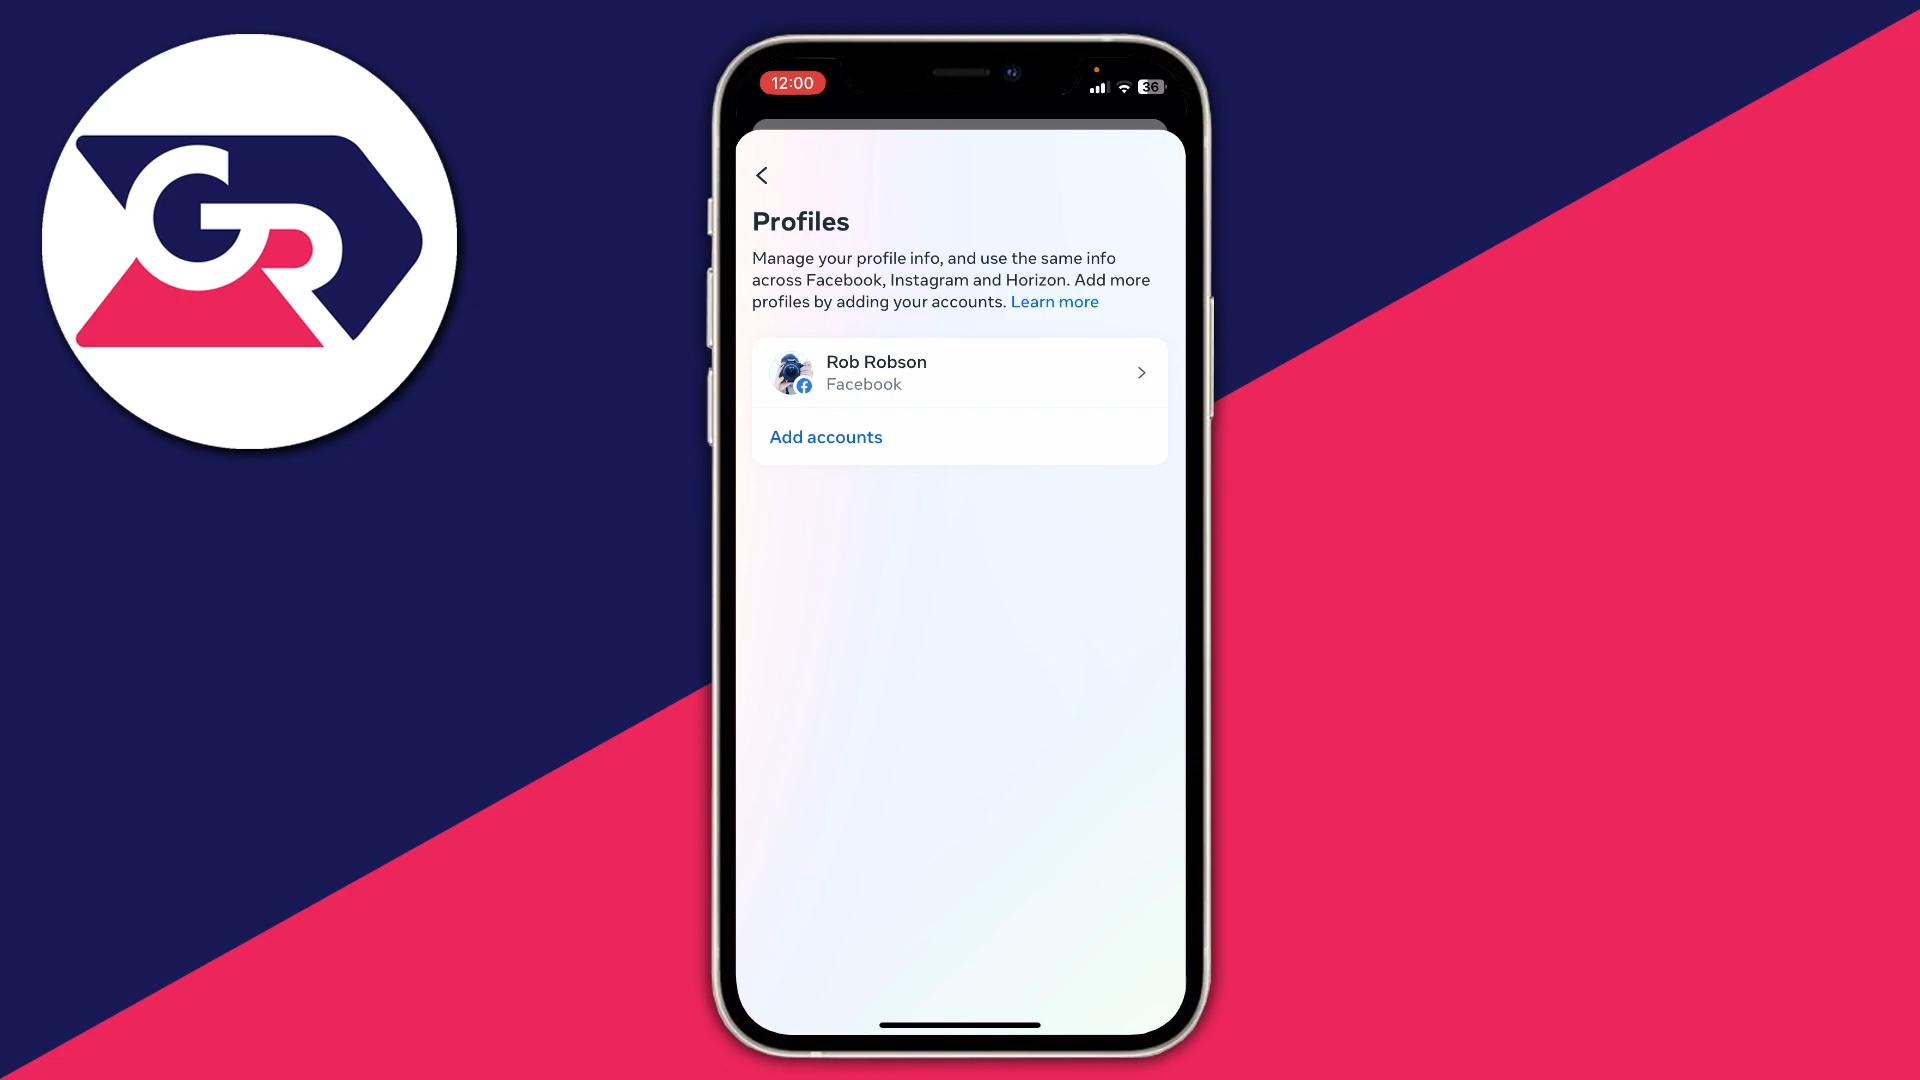 GR
12:00
36
Profiles
Manage your profile info, and use the same info
across Facebook, Instagram and Horizon. Add more
profiles by adding your accounts. Learn more
Rob Robson
Facebook
Add accounts